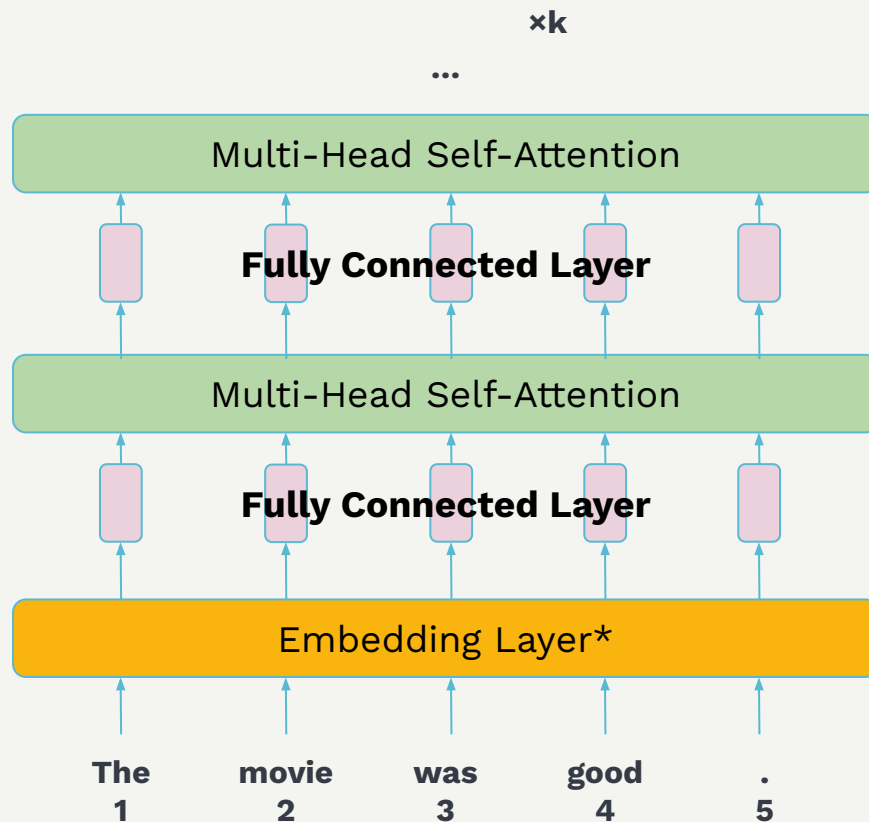 ×k
...
Multi-Head Self-Attention
Fully Connected Layer
Multi-Head Self-Attention
Fully Connected Layer
Embedding Layer*
The movie was good .
1 2 3 4 5